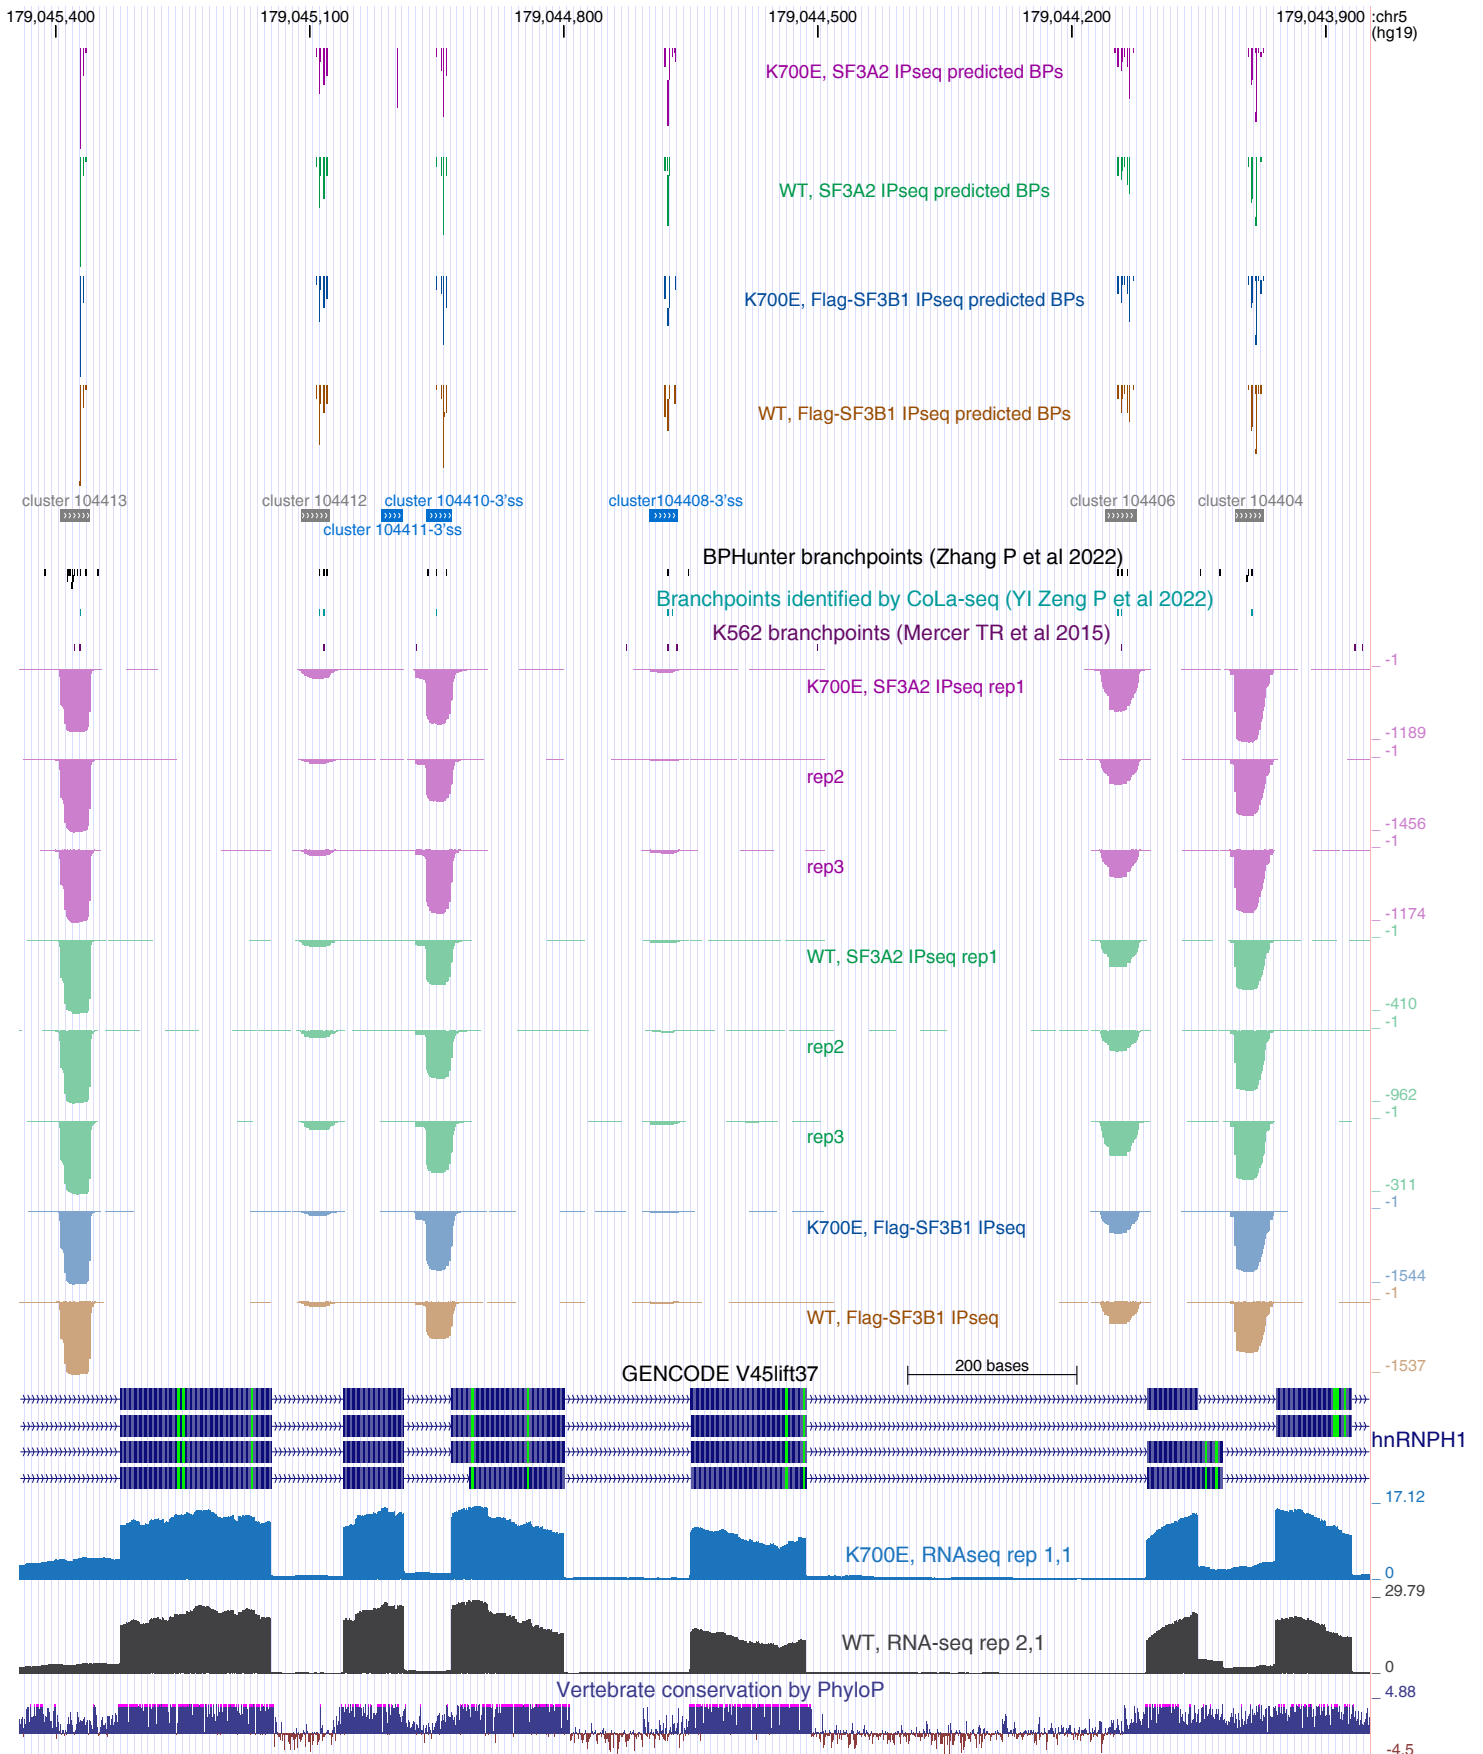 179,045,400 179,045,100 179,044,800 179,044,500 179,044,200 179,043,900 :chr5
(hg19)
K700E, SF3A2 IPseq predicted BPs
WT, SF3A2 IPseq predicted BPs
K700E, Flag-SF3B1 IPseq predicted BPs
WT, Flag-SF3B1 IPseq predicted BPs
cluster 104413 cluster 104412 cluster 104410-3'ss cluster104408-3'ss cluster 104406 cluster 104404
cluster 104411-3'ss
BPHunter branchpoints (Zhang P et al 2022)
Branchpoints identified by CoLa-seq (YI Zeng P et al 2022)
K562 branchpoints (Mercer TR et al 2015)
-1
K700E, SF3A2 IPseq rep1
-1189
-1
rep2
-1456
-1
rep3
-1174
-1
WT, SF3A2 IPseq rep1
-410
-1
rep2
-962
-1
rep3
-311
-1
K700E, Flag-SF3B1 IPseq
-1544
-1
WT, Flag-SF3B1 IPseq
-1537
GENCODE V45lift37 200 bases
hnRNPH1
17.12
K700E, RNAseq rep 1,1
0
29.79
WT, RNA-seq rep 2,1
0
Vertebrate conservation by PhyloP 4.88
-4.5